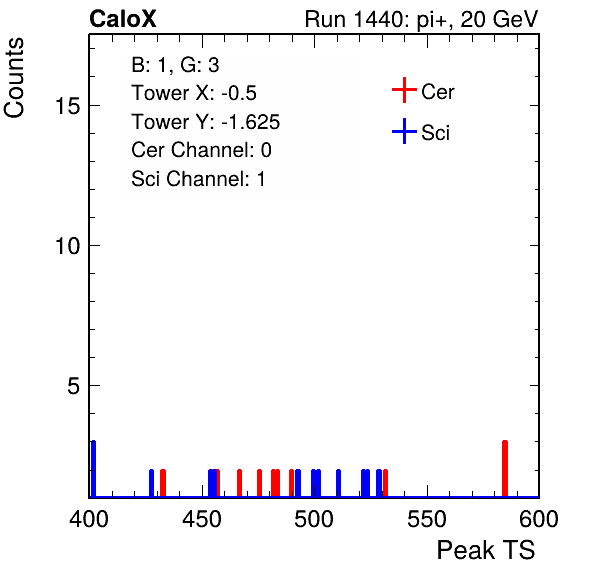 CaloX Run 1440: pi+, 20 GeV
Counts
B: 1, G: 3
Tower X: -0.5
Tower Y: -1.625
Cer Channel: 0
Sci Channel: 1
Cer
Sci
15
10
5
400 450 500 550 600
Peak TS